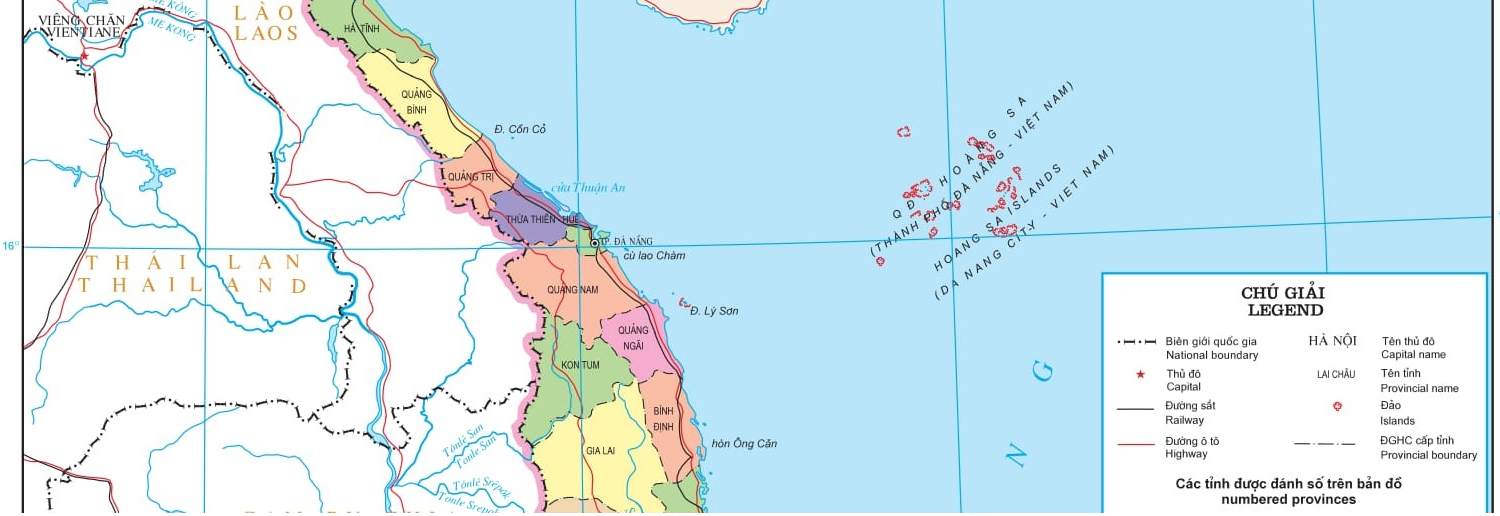 MÊ KÔNG
ME KONG
VIÊNG CHĂN
VIENTIANE
LÀO
LAOS
HÀ TĨNH
QUẢNG
BÌNH
Đ. Cồn Cỏ
QUẢNG TRỊ
cửa Thuận An
THỪA THIÊN HUẾ
TP. ĐÀ NẴNG
cù lao Chàm
16°
THÁI LAN
THAILAND
QUẢNG NAM
Đ. Lý Sơn
QUẢNG
NGÃI
KON TUM
BÌNH
ĐỊNH
GIA LAI
hòn Ông Căn
Tônlê San
Tonle San
Tônlê Srêpôk
Tonle Srepok
QĐ. HOÀNG SA
(THÀNH PHỐ ĐÀ NẴNG - VIỆT NAM)
HOANG SA ISLANDS
(DA NANG CITY - VIET NAM)
G
N
CHÚ GIẢI
LEGEND
Biên giới quốc gia
National boundary
HÀ NỘI
Tên thủ đô
Capital name
Thủ đô
Capital
LAI CHÂU
Tên tỉnh
Provincial name
Đường sắt
Railway
Đảo
Islands
Đường ô tô
Highway
ĐGHC cấp tỉnh
Provincial boundary
Các tỉnh được đánh số trên bản đồ
numbered provinces